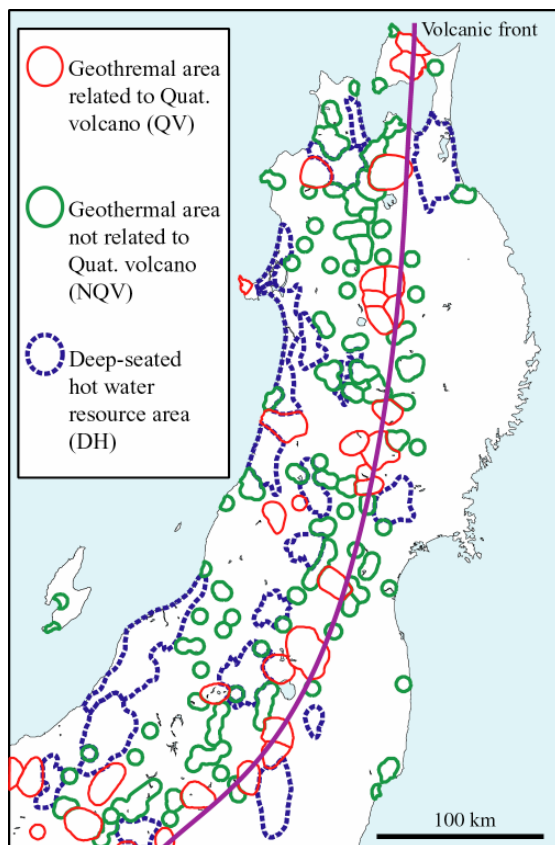 Volcanic front
Geothremal area
related to Quat.
volcano (QV)
Geothermal area
not related to
Quat. volcano
(NQV)
Deep-seated
hot water
resource area
(DH)
100 km